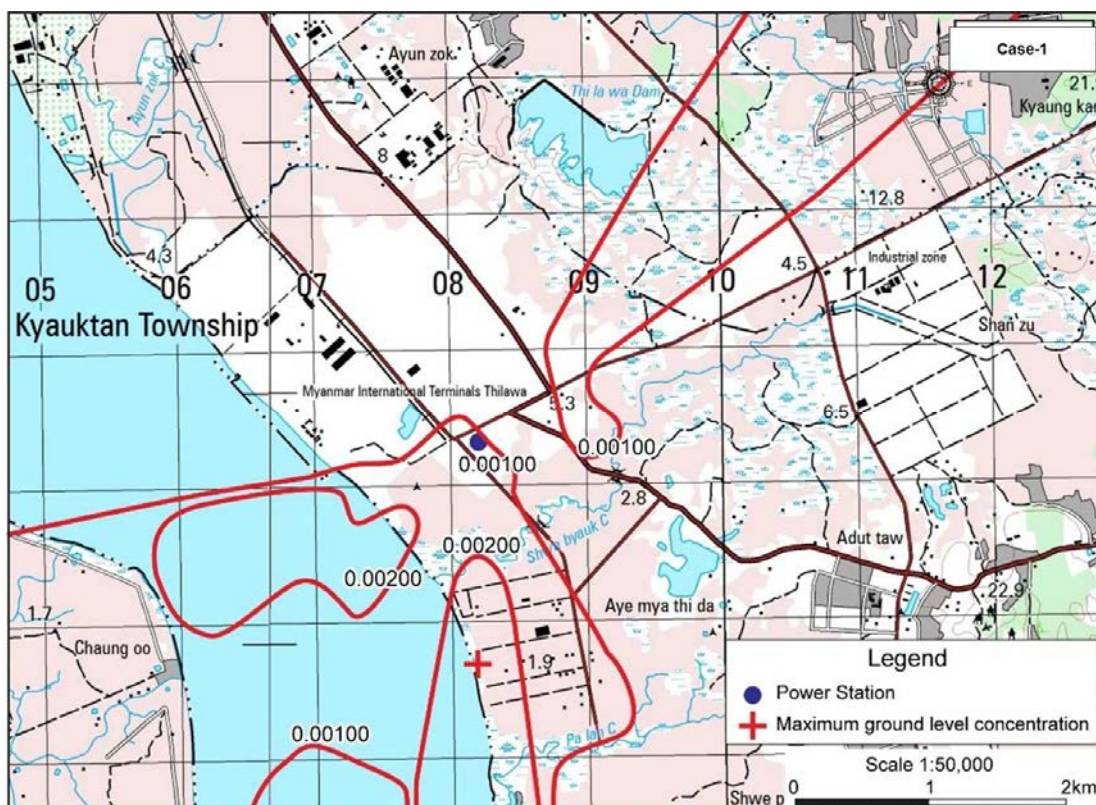 Case-1
Ayun zok
Ayun zok C
Thi la wa Dam
21.
Kyaung kan
8
12.8
4.3
4.5
Industrial zone
05
06
07
08
09
10
11
12
Kyauktan Township
Shan zu
Myanmar International Terminals Thilawa
5.3
6.5
0.00100
0.00100
2.8
Shwe byauk C
0.00200
Adut taw
0.00200
22.9
1.7
Aye mya thi da
Chaung oo
1.9
0.00100
Pa lan C
Shwe p
Legend
Power Station
Maximum ground level concentration
Scale 1:50,000
0 1 2km